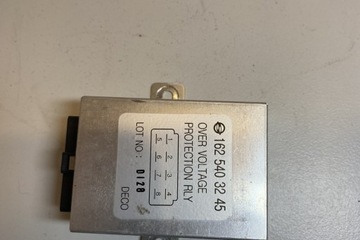 162 540 32 45
OVER VOLTAGE
PROTECTION RLY
1 2 3 4
5 6 7 8
LOT NO: D128
DECO